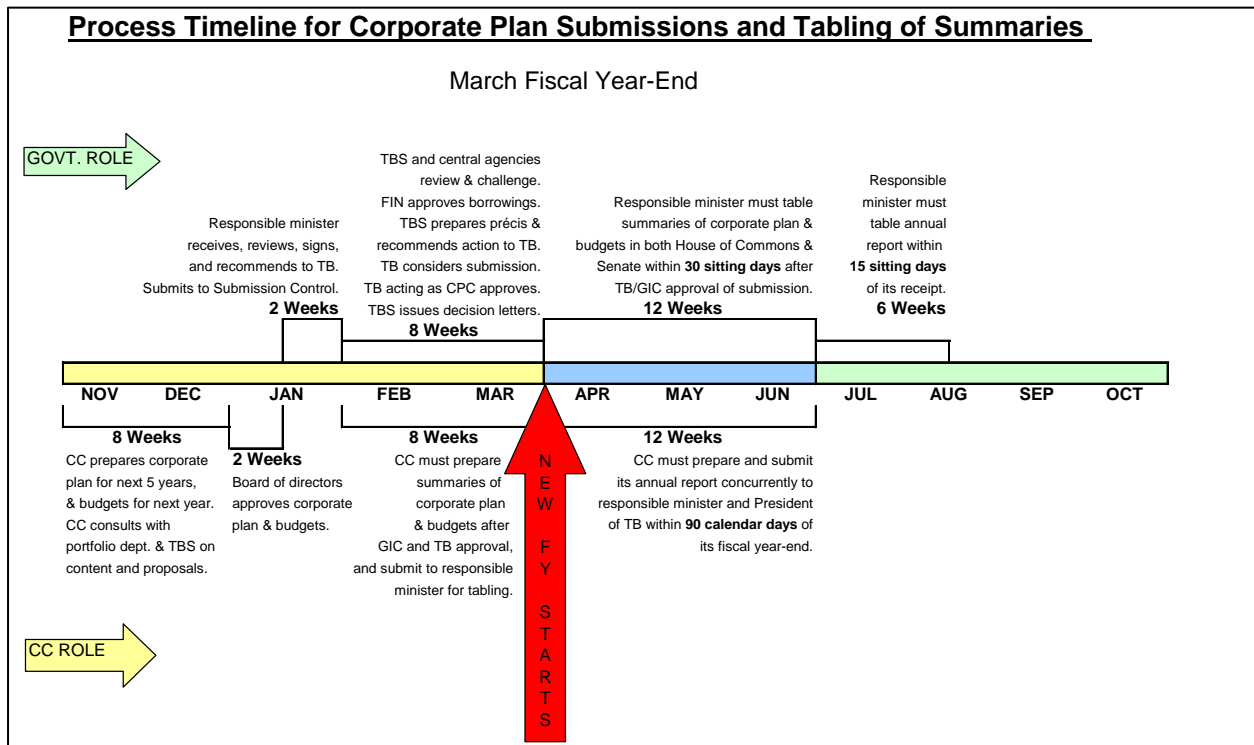 Process Timeline for Corporate Plan Submissions and Tabling of Summaries
March Fiscal Year-End
GOVT. ROLE
Responsible minister
receives, reviews, signs,
and recommends to TB.
Submits to Submission Control.
2 Weeks
TBS and central agencies
review & challenge.
FIN approves borrowings.
TBS prepares précis &
recommends action to TB.
TB considers submission.
TB acting as CPC approves.
TBS issues decision letters.
8 Weeks
Responsible minister must table
summaries of corporate plan &
budgets in both House of Commons &
Senate within 30 sitting days after
TB/GIC approval of submission.
12 Weeks
Responsible
minister must
table annual
report within
15 sitting days
of its receipt.
6 Weeks
NOV DEC JAN FEB MAR APR MAY JUN JUL AUG SEP OCT
8 Weeks
CC prepares corporate
plan for next 5 years,
& budgets for next year.
CC consults with
portfolio dept. & TBS on
content and proposals.
2 Weeks
Board of directors
approves corporate
plan & budgets.
8 Weeks
CC must prepare
summaries of
corporate plan
& budgets after
GIC and TB approval,
and submit to responsible
minister for tabling.
NEW FY STARTS
12 Weeks
CC must prepare and submit
its annual report concurrently to
responsible minister and President
of TB within 90 calendar days of
its fiscal year-end.
CC ROLE